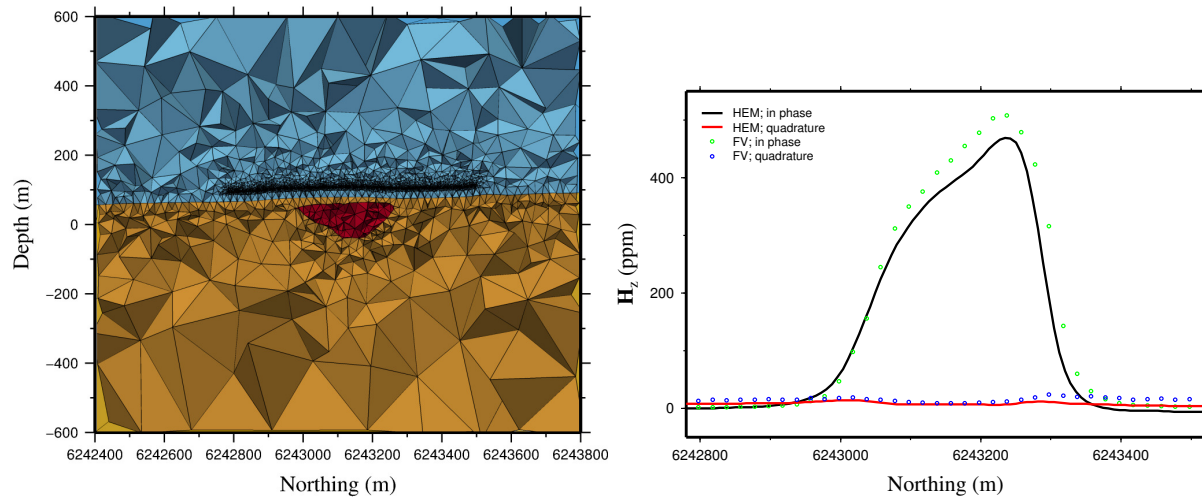 600
400
200
0
−200
−400
−600
Depth (m)
6242400 6242600 6242800 6243000 6243200 6243400 6243600 6243800
Northing (m)
HEM; in phase
HEM; quadrature
FV; in phase
FV; quadrature
400
200
0
H_z (ppm)
6242800 6243000 6243200 6243400
Northing (m)